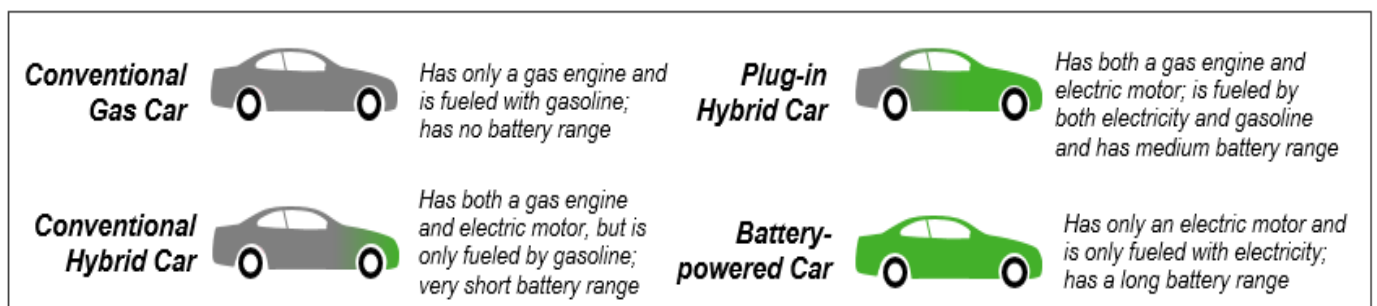 Conventional
Gas Car
Has only a gas engine and
is fueled with gasoline;
has no battery range
Plug-in
Hybrid Car
Has both a gas engine and
electric motor; is fueled by
both electricity and gasoline
and has medium battery range
Conventional
Hybrid Car
Has both a gas engine
and electric motor, but is
only fueled by gasoline;
very short battery range
Battery-
powered Car
Has only an electric motor and
is only fueled with electricity;
has a long battery range